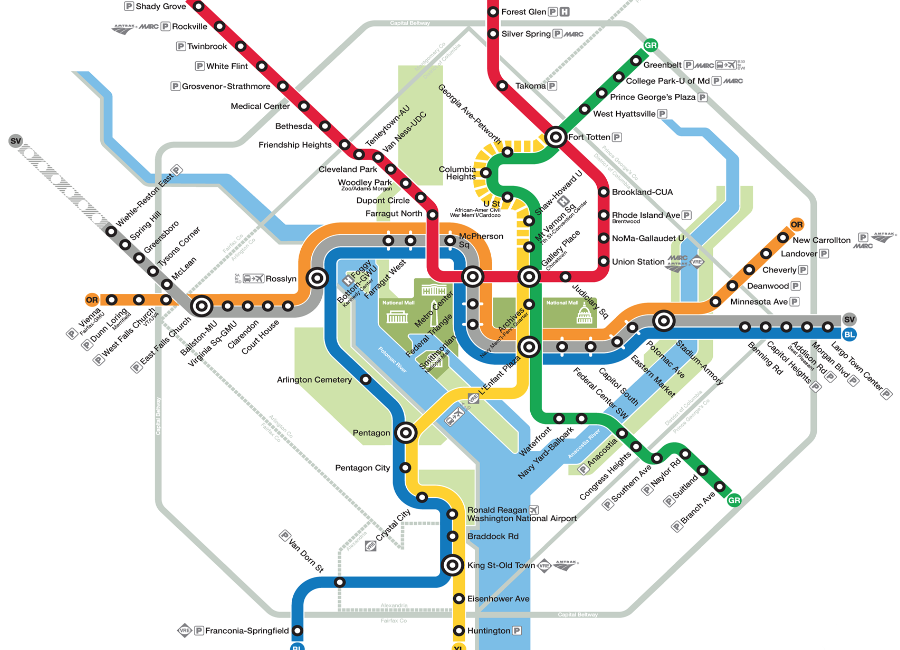 Shady Grove P
AMTRAK MARC P Rockville
P Twinbrook
P White Flint
P Grosvenor-Strathmore
Medical Center
Bethesda
Friendship Heights
Tenleytown-AU
Van Ness-UDC
Cleveland Park
Woodley Park
Zoo/Adams Morgan
Dupont Circle
Farragut North
Forest Glen P H
Silver Spring P MARC
Takoma P
Capital Beltway
GR
Greenbelt P MARC
College Park-U of Md P MARC
Prince George's Plaza P
West Hyattsville P
Fort Totten P
Georgia Ave-Petworth
Columbia
Heights
U St
African-Amer Civil
War Mem'l/Cardozo
Shaw-Howard U
H
Mt Vernon Sq
7th St-Convention Center
Gallery Place
Chinatown
Brookland-CUA
Rhode Island Ave P
Brentwood
NoMa-Gallaudet U
Union Station
MARC AMTRAK VRE
Judiciary Sq
SV
Wiehle-Reston East P
Spring Hill
Greensboro
Tysons Corner
McLean
OR
P Vienna
Fairfax-GMU
P Dunn Loring
Merrifield
P West Falls Church
VT/UVA
P East Falls Church
Ballston-MU
Virginia Sq-GMU
Clarendon
Court House
Rosslyn
H Foggy
Bottom-GWU
Kennedy Center
Farragut West
McPherson
Sq
Metro Center
Federal
Triangle
Smithsonian
National Mall
National Mall
Archives
L'Enfant Plaza
VRE
Potomac River
Federal Center SW
Capitol South
Eastern Market
Potomac Ave
Stadium-Armory
OR
New Carrollton P MARC AMTRAK
Landover P
Cheverly P
Deanwood P
Minnesota Ave P
SV
BL
Benning Rd
Capitol Heights P
Addison Rd P
Seat Pleasant
Morgan Blvd P
Largo Town Center P
Waterfront
Navy Yard-Ballpark
Anacostia River
P Anacostia
Congress Heights
P Southern Ave
P Naylor Rd
P Suitland
P Branch Ave
GR
Arlington Cemetery
Pentagon
Pentagon City
VRE Crystal City
Ronald Reagan
Washington National Airport
Braddock Rd
King St-Old Town VRE AMTRAK
Eisenhower Ave
Huntington P
YL
P Van Dorn St
VRE P Franconia-Springfield
BL
Alexandria
Fairfax Co
Capital Beltway
Capital Beltway